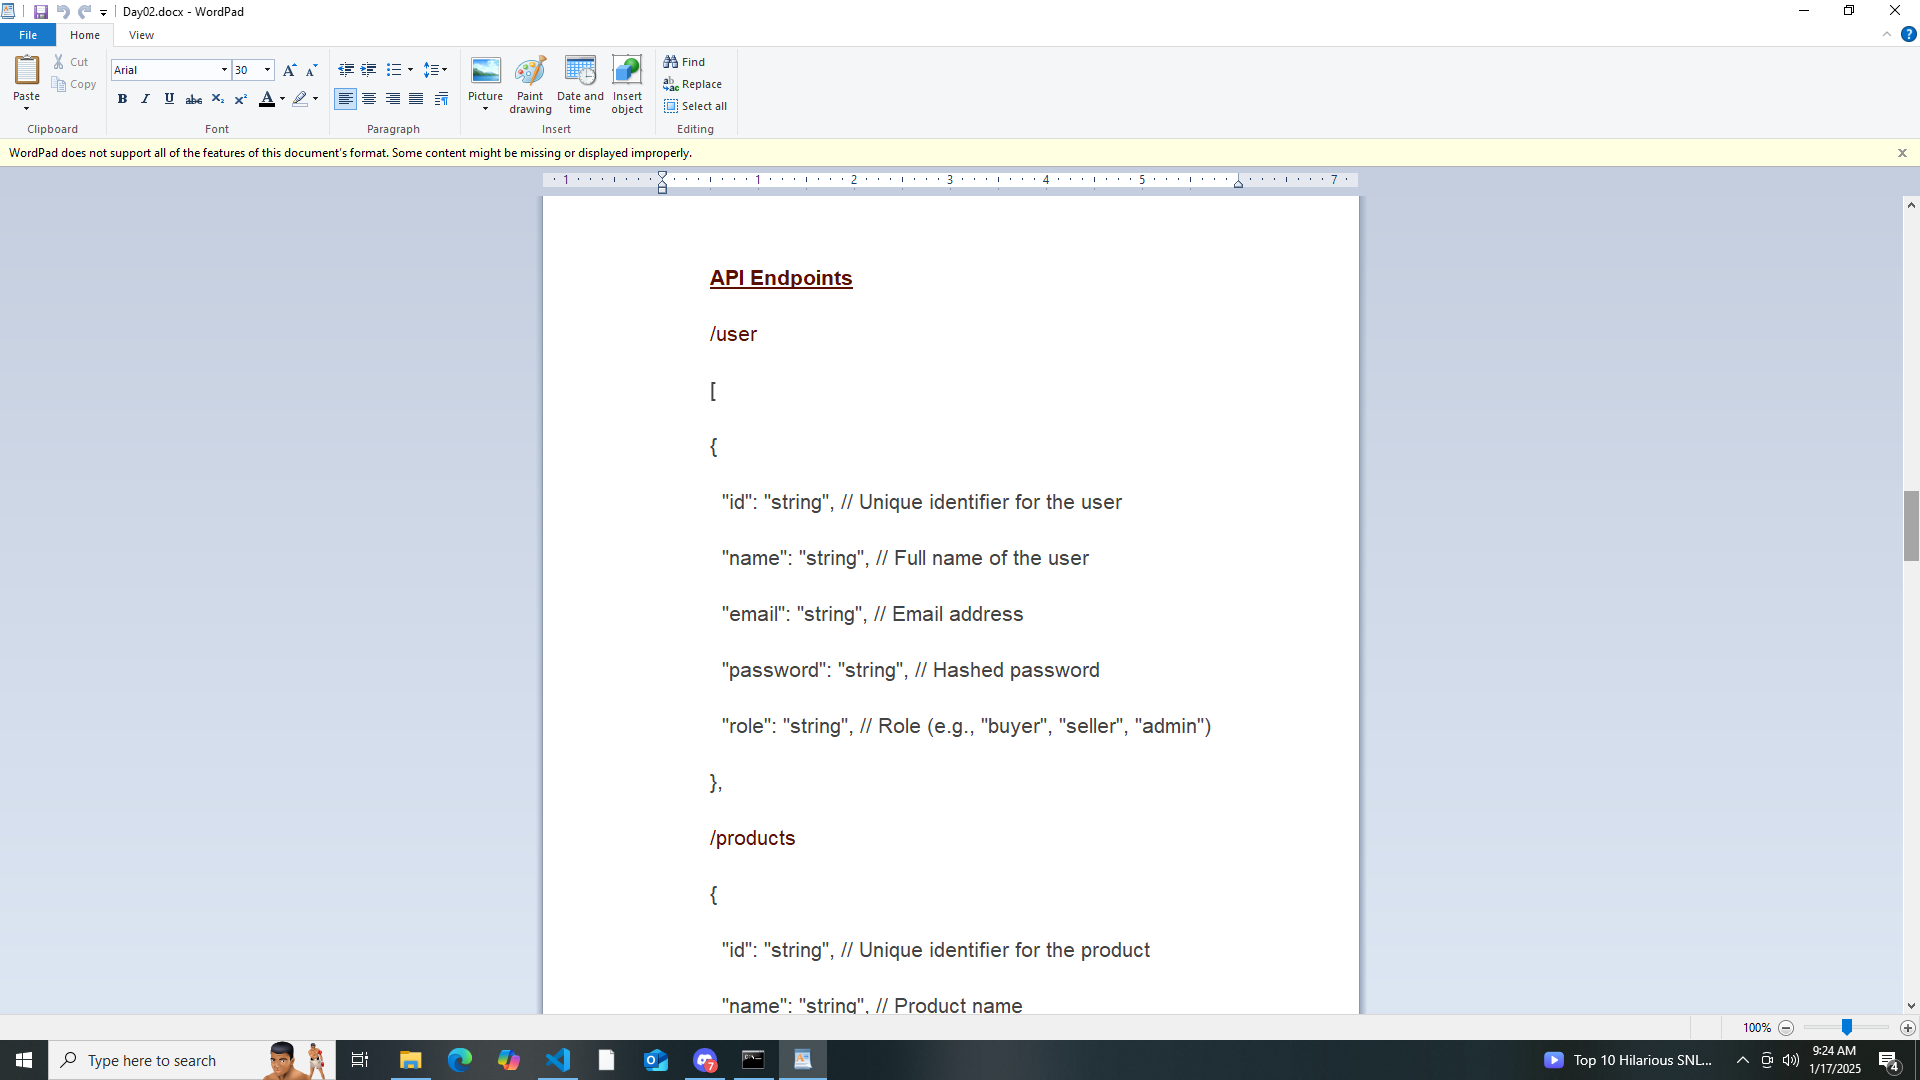 Day02.docx - WordPad
File Home View
Paste
Cut
Copy
Clipboard
Arial 30
B I U abc X₂ X² A
Font
Paragraph
Picture
Paint drawing
Date and time
Insert object
Insert
Find
Replace
Select all
Editing
WordPad does not support all of the features of this document's format. Some content might be missing or displayed improperly.
1 1 2 3 4 5 7
API Endpoints
/user
[
{
"id": "string", // Unique identifier for the user
"name": "string", // Full name of the user
"email": "string", // Email address
"password": "string", // Hashed password
"role": "string", // Role (e.g., "buyer", "seller", "admin")
},
/products
{
"id": "string", // Unique identifier for the product
"name": "string", // Product name
100%
Type here to search
7
Top 10 Hilarious SNL...
9:24 AM
1/17/2025
4